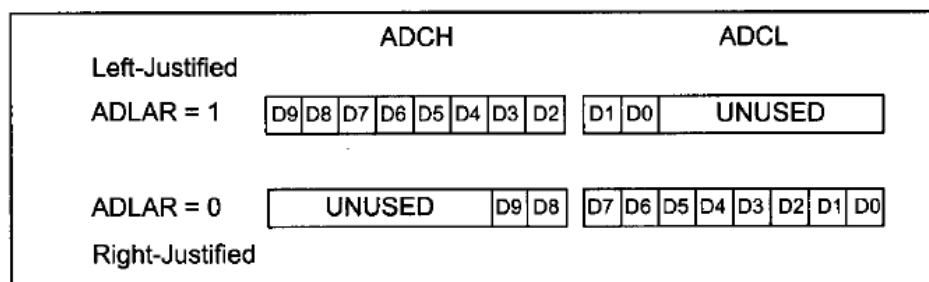 ADCH ADCL
Left-Justified
ADLAR = 1 D9 D8 D7 D6 D5 D4 D3 D2 D1 D0 UNUSED
ADLAR = 0 UNUSED D9 D8 D7 D6 D5 D4 D3 D2 D1 D0
Right-Justified